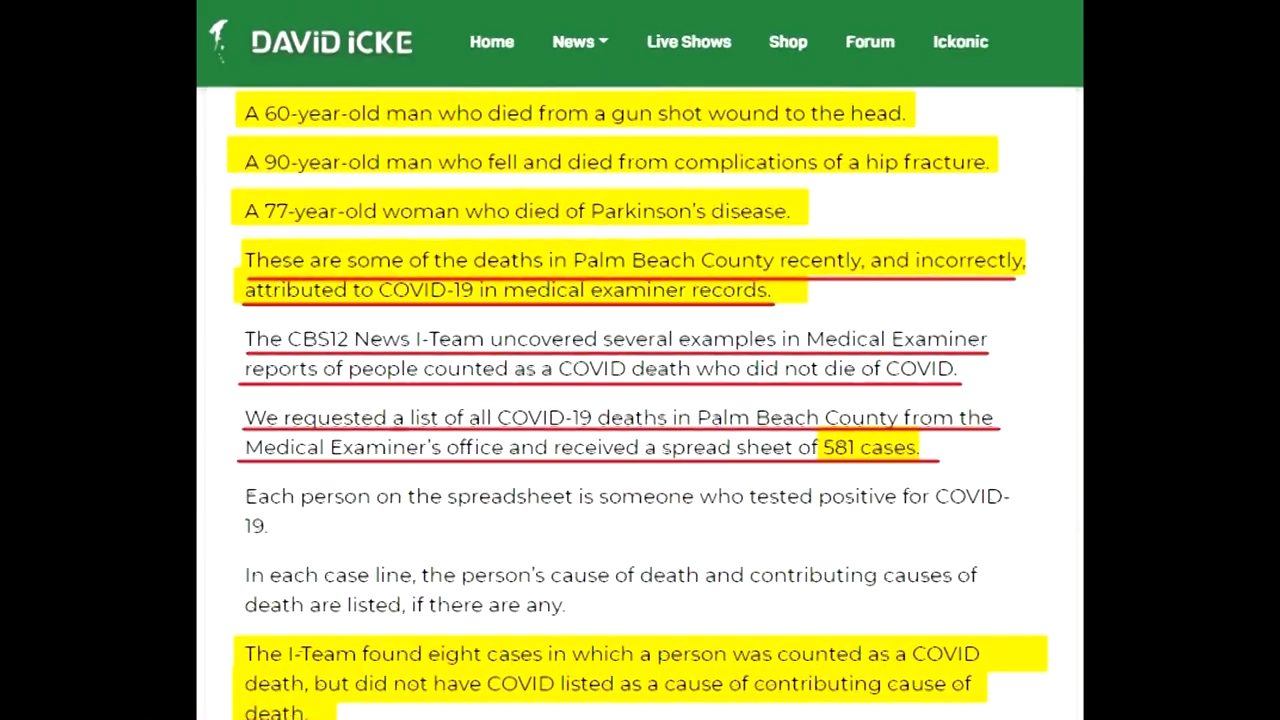 DAViD iCKE
Home News Live Shows Shop Forum Ickonic
A 60-year-old man who died from a gun shot wound to the head.
A 90-year-old man who fell and died from complications of a hip fracture.
A 77-year-old woman who died of Parkinson's disease.
These are some of the deaths in Palm Beach County recently, and incorrectly,
attributed to COVID-19 in medical examiner records.
The CBS12 News I-Team uncovered several examples in Medical Examiner
reports of people counted as a COVID death who did not die of COVID.
We requested a list of all COVID-19 deaths in Palm Beach County from the
Medical Examiner's office and received a spread sheet of 581 cases.
Each person on the spreadsheet is someone who tested positive for COVID-
19.
In each case line, the person's cause of death and contributing causes of
death are listed, if there are any.
The I-Team found eight cases in which a person was counted as a COVID
death, but did not have COVID listed as a cause of contributing cause of
death.